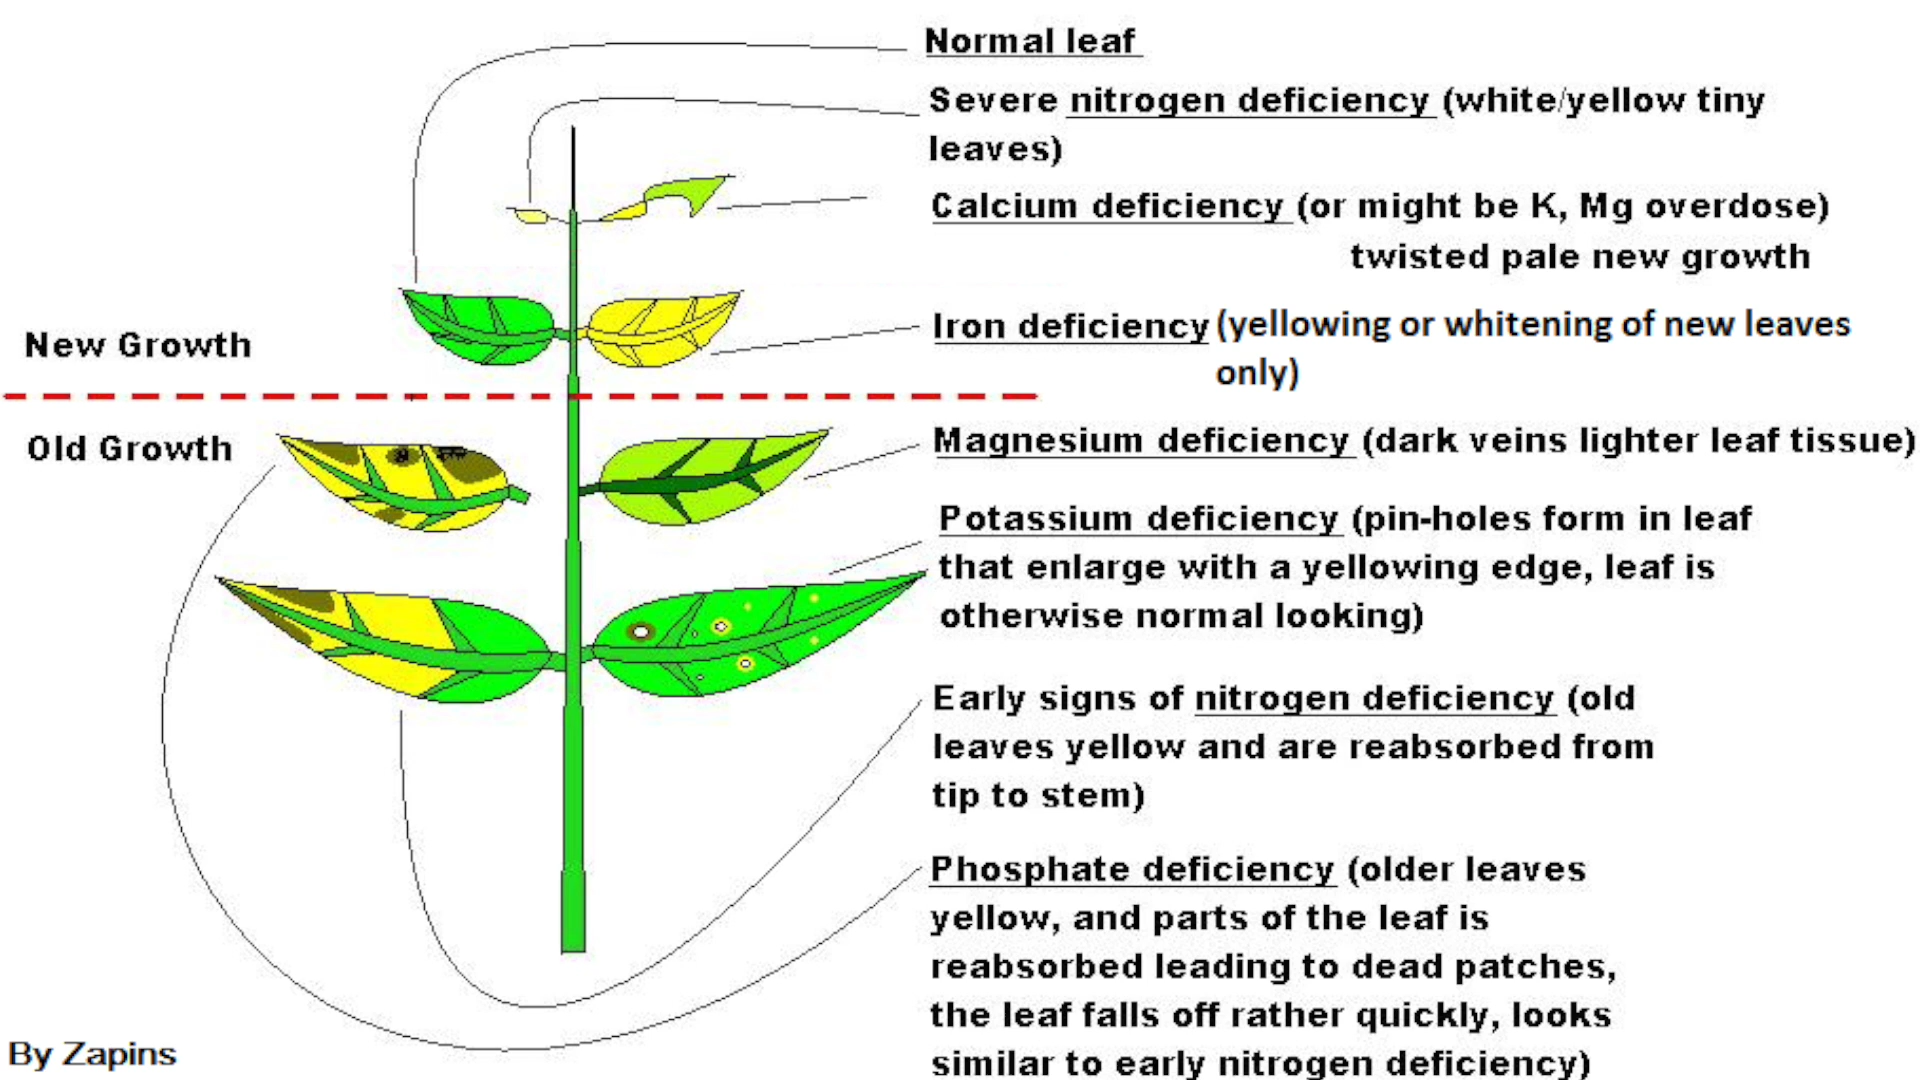 Normal leaf
Severe nitrogen deficiency (white/yellow tiny
leaves)
Calcium deficiency (or might be K, Mg overdose)
twisted pale new growth
Iron deficiency (yellowing or whitening of new leaves
only)
New Growth
Old Growth
Magnesium deficiency (dark veins lighter leaf tissue)
Potassium deficiency (pin-holes form in leaf
that enlarge with a yellowing edge, leaf is
otherwise normal looking)
Early signs of nitrogen deficiency (old
leaves yellow and are reabsorbed from
tip to stem)
Phosphate deficiency (older leaves
yellow, and parts of the leaf is
reabsorbed leading to dead patches,
the leaf falls off rather quickly, looks
similar to early nitrogen deficiency)
By Zapins